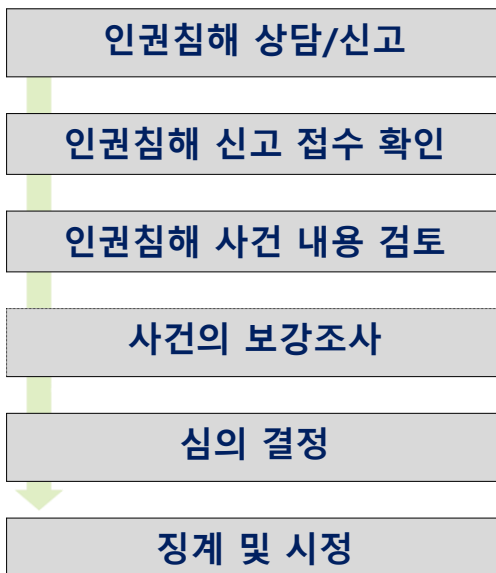 인권침해 상담/신고
인권침해 신고 접수 확인
인권침해 사건 내용 검토
사건의 보강조사
심의 결정
징계 및 시정